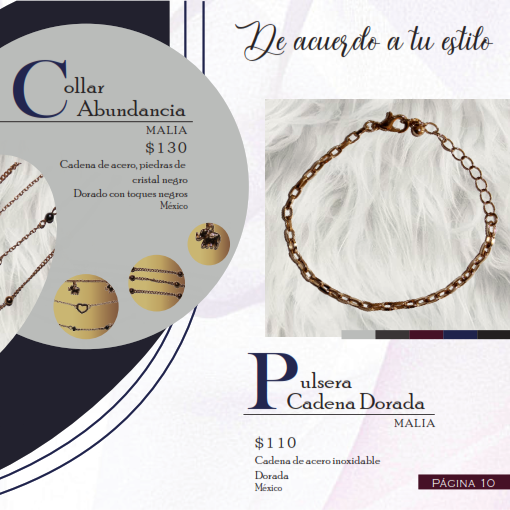 De acuerdo a tu estilo
Collar
Abundancia
MALIA
$130
Cadena de acero, piedras de
cristal negro
Dorado con toques negros
México
Pulsera
Cadena Dorada
MALIA
$110
Cadena de acero inoxidable
Dorada
México
Página 10